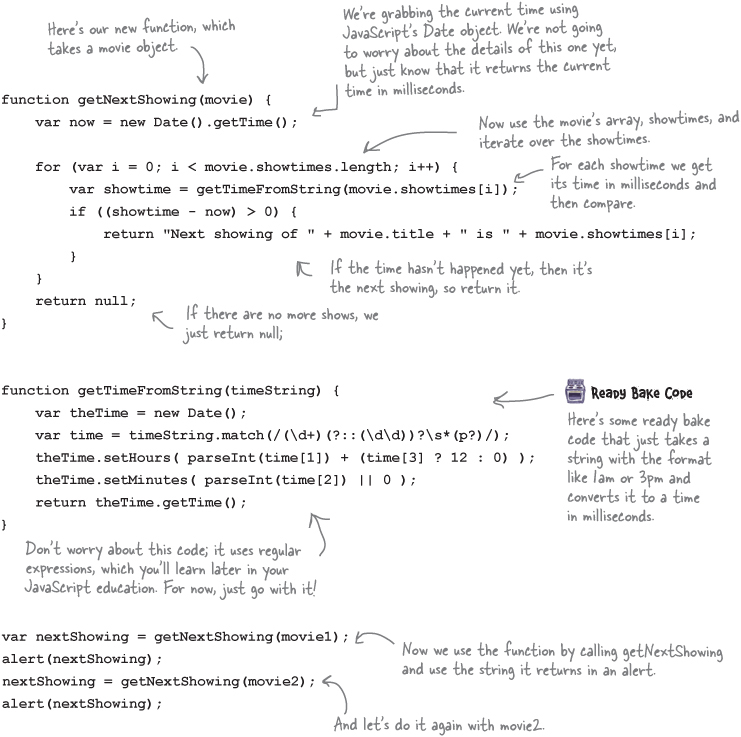 Here's our new function, which
takes a movie object.
We're grabbing the current time using
JavaScript's Date object. We're not going
to worry about the details of this one yet,
but just know that it returns the current
time in milliseconds.
function getNextShowing(movie) {
var now = new Date().getTime();
Now use the movie's array, showtimes, and
iterate over the showtimes.
for (var i = 0; i < movie.showtimes.length; i++) {
var showtime = getTimeFromString(movie.showtimes[i]);
For each showtime we get
its time in milliseconds and
then compare.
if ((showtime - now) > 0) {
return "Next showing of " + movie.title + " is " + movie.showtimes[i];
}
If the time hasn't happened yet, then it's
the next showing, so return it.
}
return null;
If there are no more shows, we
just return null;
}
function getTimeFromString(timeString) {
var theTime = new Date();
var time = timeString.match(/(\d+)(?::(\d\d))?\s*(p?)/);
theTime.setHours( parseInt(time[1]) + (time[3] ? 12 : 0) );
theTime.setMinutes( parseInt(time[2]) || 0 );
return theTime.getTime();
}
Ready Bake Code
Here's some ready bake
code that just takes a
string with the format
like 1am or 3pm and
converts it to a time
in milliseconds.
Don't worry about this code; it uses regular
expressions, which you'll learn later in your
JavaScript education. For now, just go with it!
var nextShowing = getNextShowing(movie1);
alert(nextShowing);
nextShowing = getNextShowing(movie2);
alert(nextShowing);
Now we use the function by calling getNextShowing
and use the string it returns in an alert.
And let's do it again with movie2.